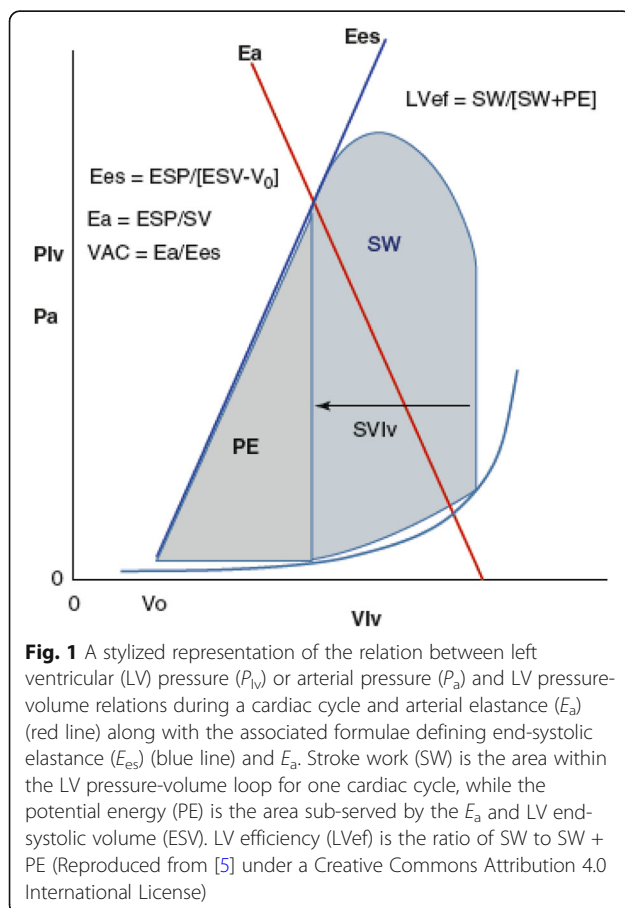 Ea
Ees
LVef = SW/[SW+PE]
Ees = ESP/[ESV-V₀]
Ea = ESP/SV
VAC = Ea/Ees
Plv
Pa
SW
PE
SVlv
0
0
Vo
Vlv
Fig. 1 A stylized representation of the relation between left
ventricular (LV) pressure (Plv) or arterial pressure (Pa) and LV pressure-
volume relations during a cardiac cycle and arterial elastance (Ea)
(red line) along with the associated formulae defining end-systolic
elastance (Ees) (blue line) and Ea. Stroke work (SW) is the area within
the LV pressure-volume loop for one cardiac cycle, while the
potential energy (PE) is the area sub-served by the Ea and LV end-
systolic volume (ESV). LV efficiency (LVef) is the ratio of SW to SW +
PE (Reproduced from [5] under a Creative Commons Attribution 4.0
International License)